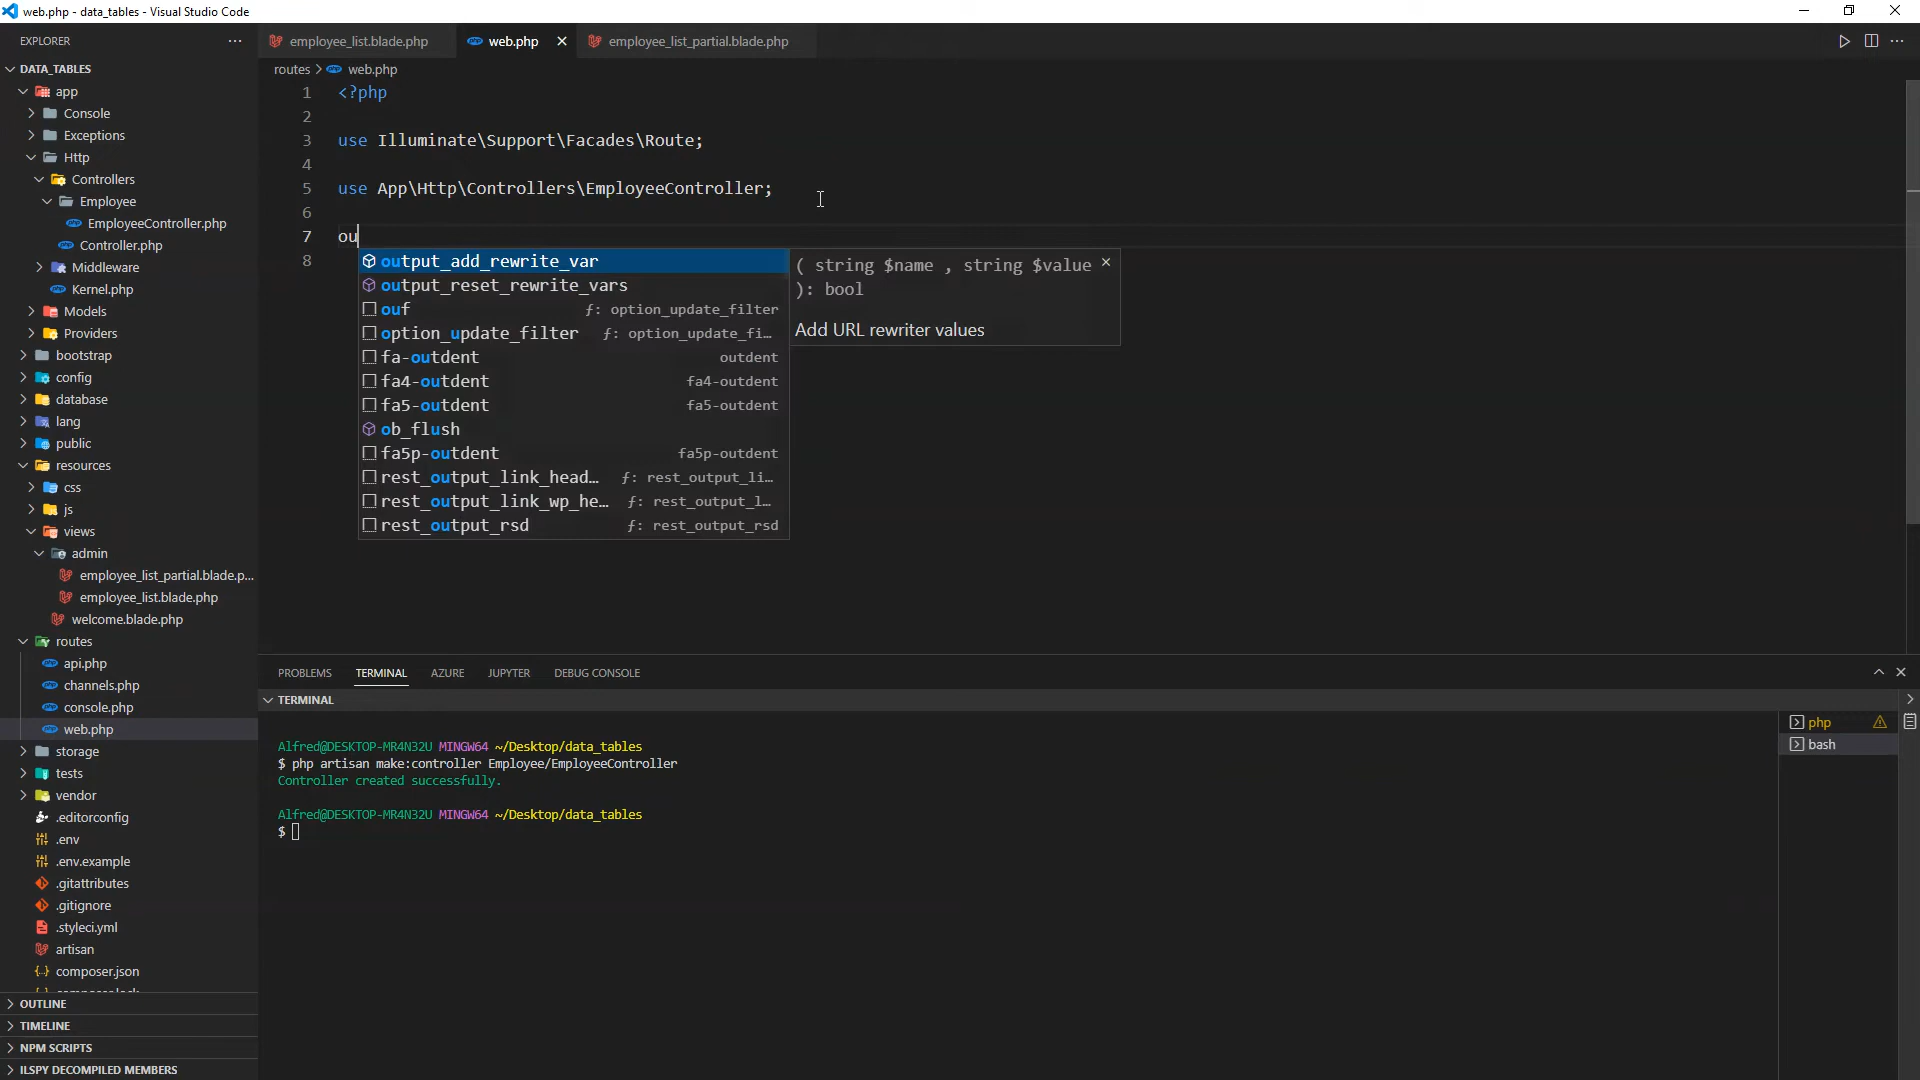 web.php - data_tables - Visual Studio Code
EXPLORER
DATA_TABLES
app
Console
Exceptions
Http
Controllers
Employee
EmployeeController.php
Controller.php
Middleware
Kernel.php
Models
Providers
bootstrap
config
database
lang
public
resources
css
js
views
admin
employee_list_partial.blade.p...
employee_list.blade.php
welcome.blade.php
routes
api.php
channels.php
console.php
web.php
storage
tests
vendor
.editorconfig
.env
.env.example
.gitattributes
.gitignore
.styleci.yml
artisan
composer.json
OUTLINE
TIMELINE
NPM SCRIPTS
ILSPY DECOMPILED MEMBERS
employee_list.blade.php
web.php
employee_list_partial.blade.php
routes > web.php
1 <?php
2
3 use Illuminate\Support\Facades\Route;
4
5 use App\Http\Controllers\EmployeeController;
6
7 ou
8
output_add_rewrite_var
output_reset_rewrite_vars
ouf ƒ: option_update_filter
option_update_filter ƒ: option_update_fi...
fa-outdent outdent
fa4-outdent fa4-outdent
fa5-outdent fa5-outdent
ob_flush
fa5p-outdent fa5p-outdent
rest_output_link_head... ƒ: rest_output_li...
rest_output_link_wp_he... ƒ: rest_output_l...
rest_output_rsd ƒ: rest_output_rsd
( string $name , string $value
): bool
Add URL rewriter values
PROBLEMS TERMINAL AZURE JUPYTER DEBUG CONSOLE
TERMINAL
Alfred@DESKTOP-MR4N32U MINGW64 ~/Desktop/data_tables
$ php artisan make:controller Employee/EmployeeController
Controller created successfully.
Alfred@DESKTOP-MR4N32U MINGW64 ~/Desktop/data_tables
$
php
bash